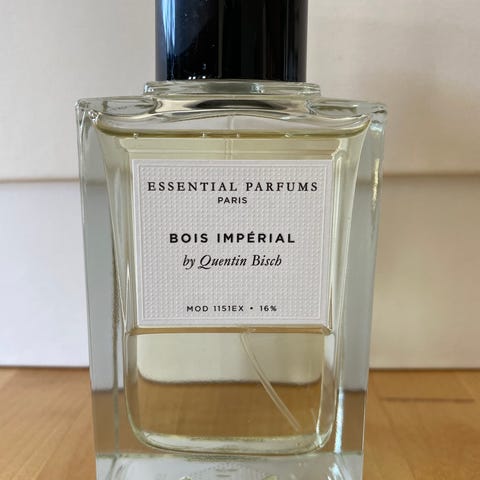 ESSENTIAL PARFUMS
PARIS
BOIS IMPÉRIAL
by Quentin Bisch
MOD 1151EX • 16%